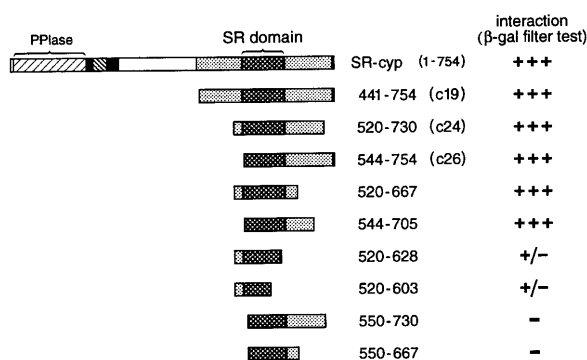 interaction
PPIase SR domain (β-gal filter test)
SR-cyp (1-754) +++
441-754 (c19) +++
520-730 (c24) +++
544-754 (c26) +++
520-667 +++
544-705 +++
520-628 +/-
520-603 +/-
550-730 -
550-667 -